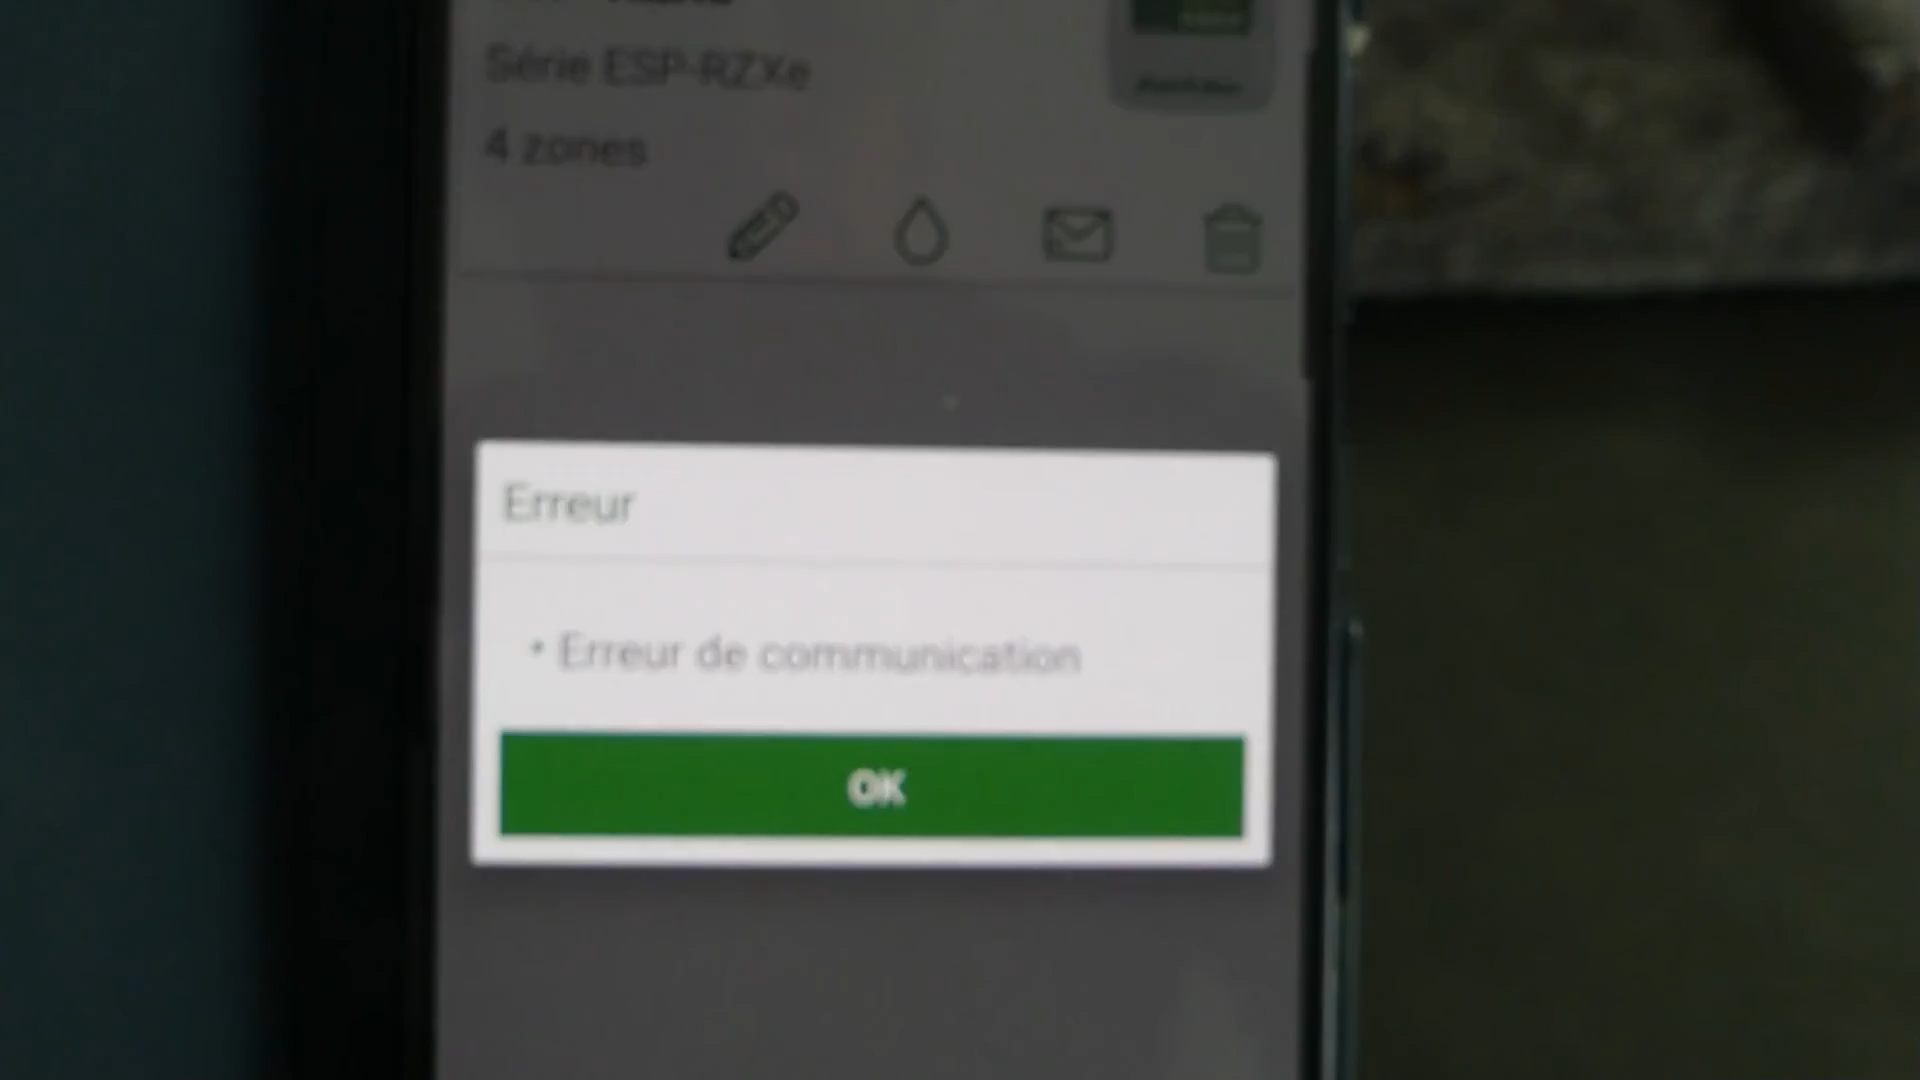 Série ESP-RZXe
4 zones
Erreur
• Erreur de communication
OK